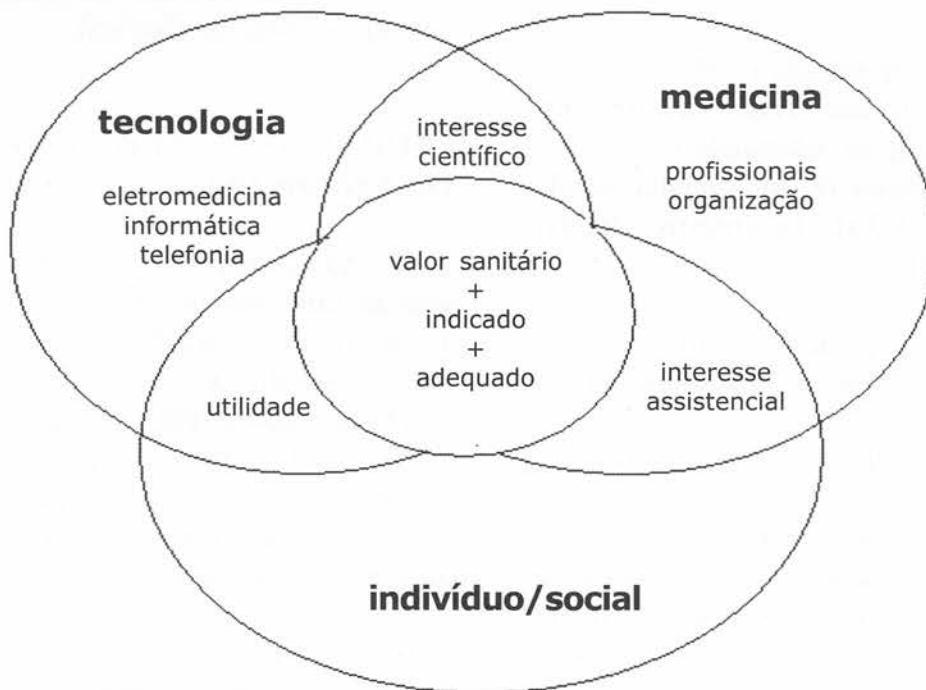 tecnologia
eletromedicina
informática
telefonia
interesse
científico
medicina
profissionais
organização
valor sanitário
+
indicado
+
adequado
utilidade
interesse
assistencial
indivíduo/social